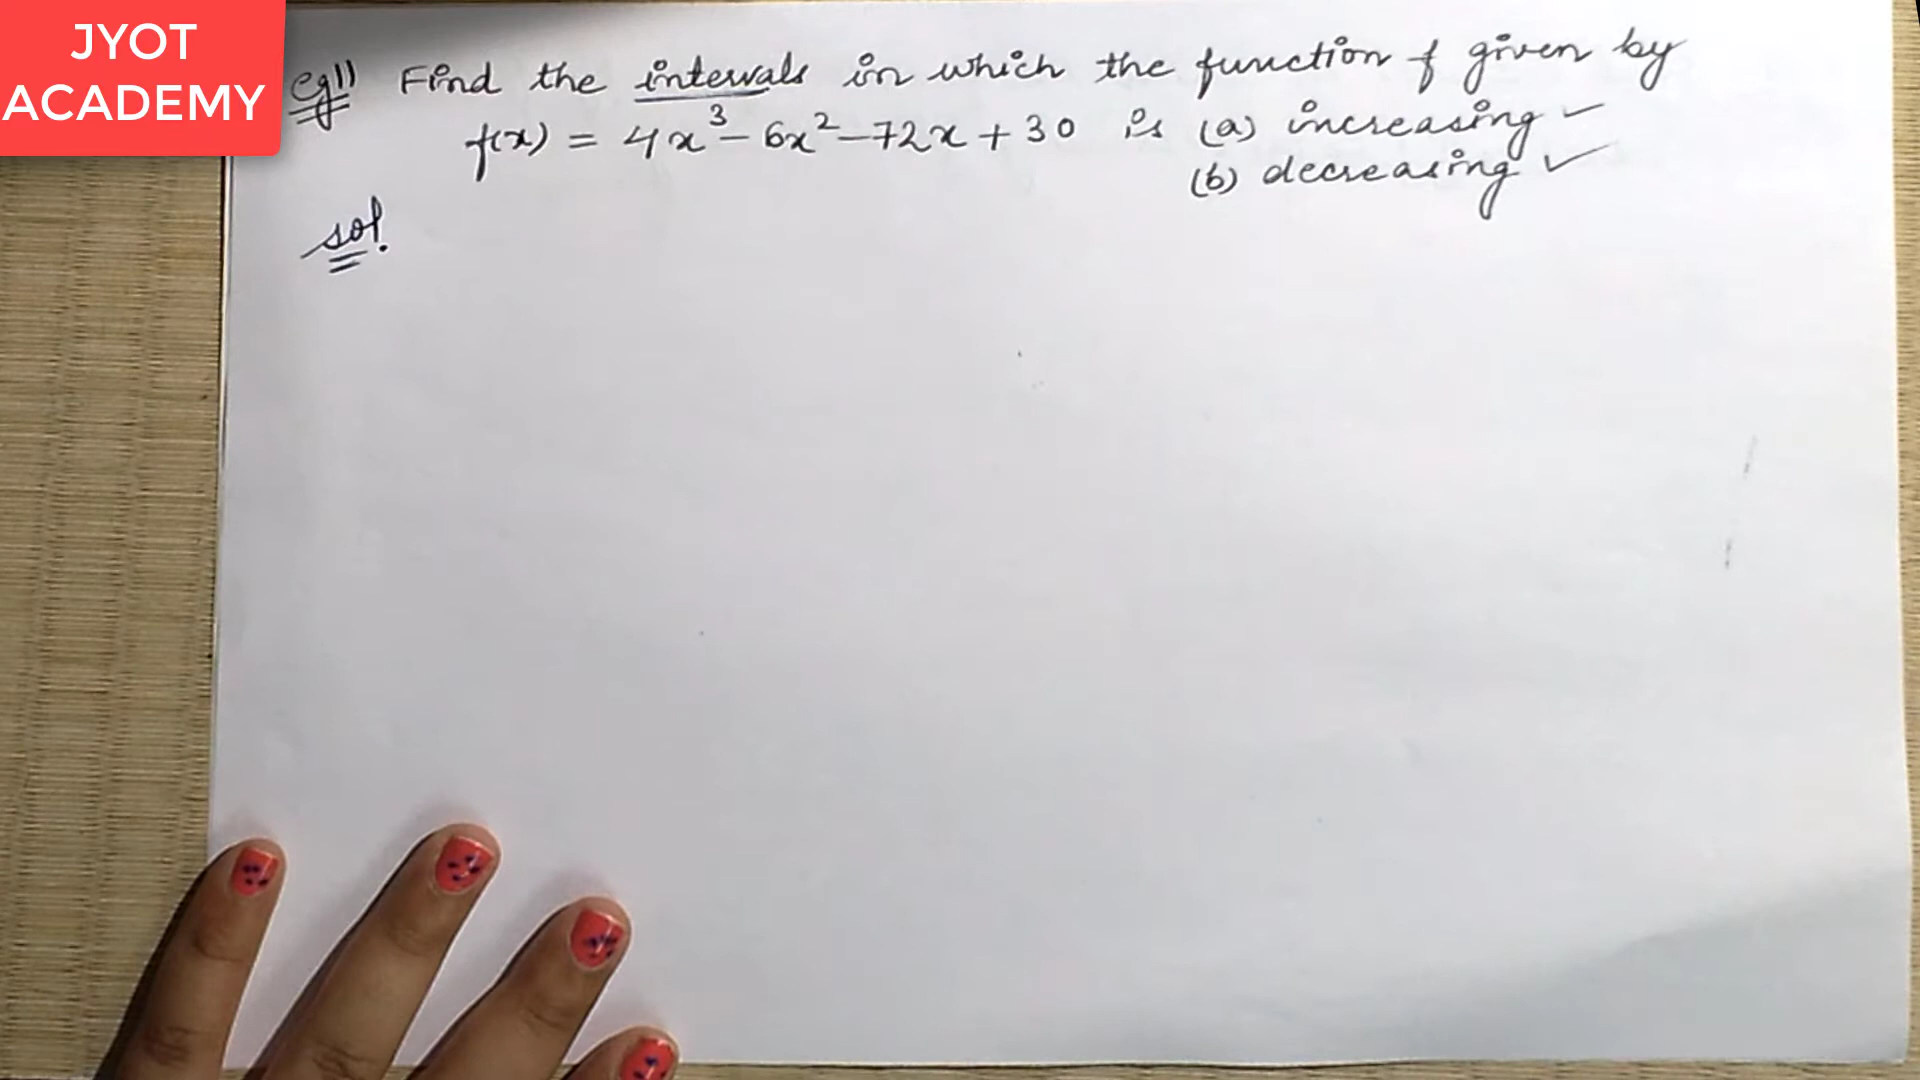 JYOT
ACADEMY
eg11 Find the intervals in which the function f given by
f(x) = 4x³ - 6x² - 72x + 30 is (a) increasing ✓
(b) decreasing ✓
sol.